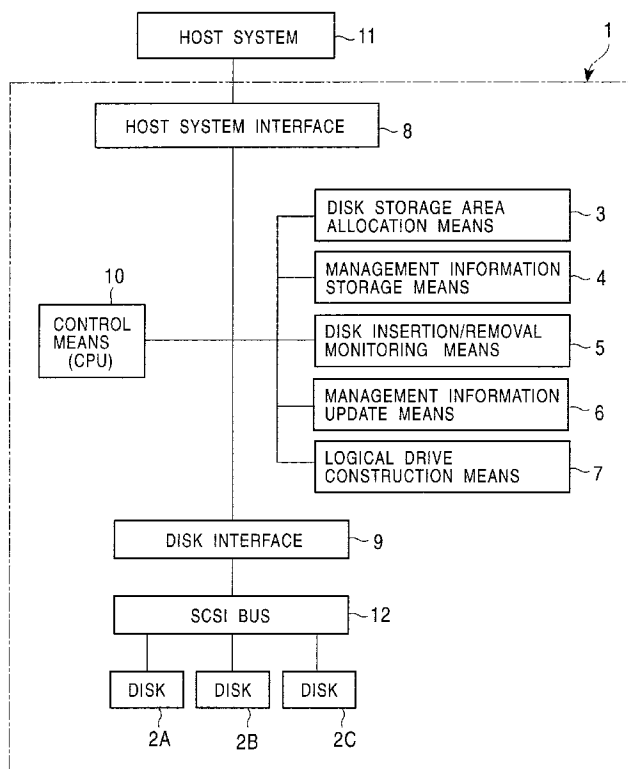 HOST SYSTEM
11
1
HOST SYSTEM INTERFACE
8
DISK STORAGE AREA
ALLOCATION MEANS
3
MANAGEMENT INFORMATION
STORAGE MEANS
4
10
CONTROL
MEANS
(CPU)
DISK INSERTION/REMOVAL
MONITORING MEANS
5
MANAGEMENT INFORMATION
UPDATE MEANS
6
LOGICAL DRIVE
CONSTRUCTION MEANS
7
DISK INTERFACE
9
SCSI BUS
12
DISK
DISK
DISK
2A
2B
2C